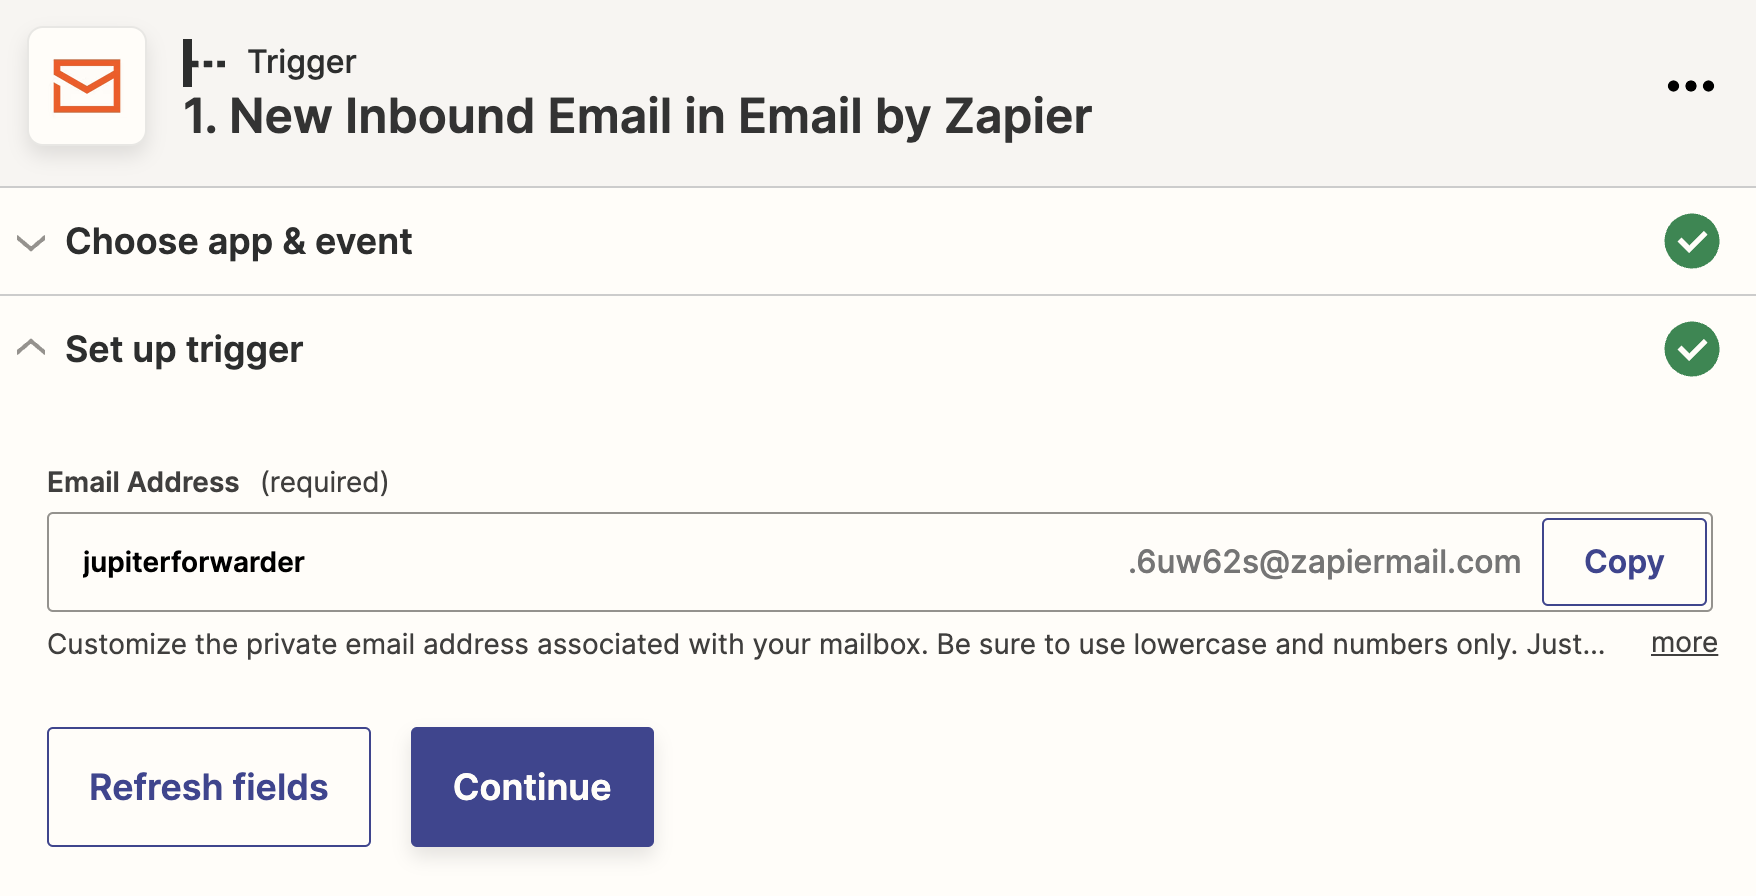 Trigger
1. New Inbound Email in Email by Zapier
Choose app & event
Set up trigger
Email Address (required)
jupiterforwarder .6uw62s@zapiermail.com Copy
Customize the private email address associated with your mailbox. Be sure to use lowercase and numbers only. Just... more
Refresh fields Continue